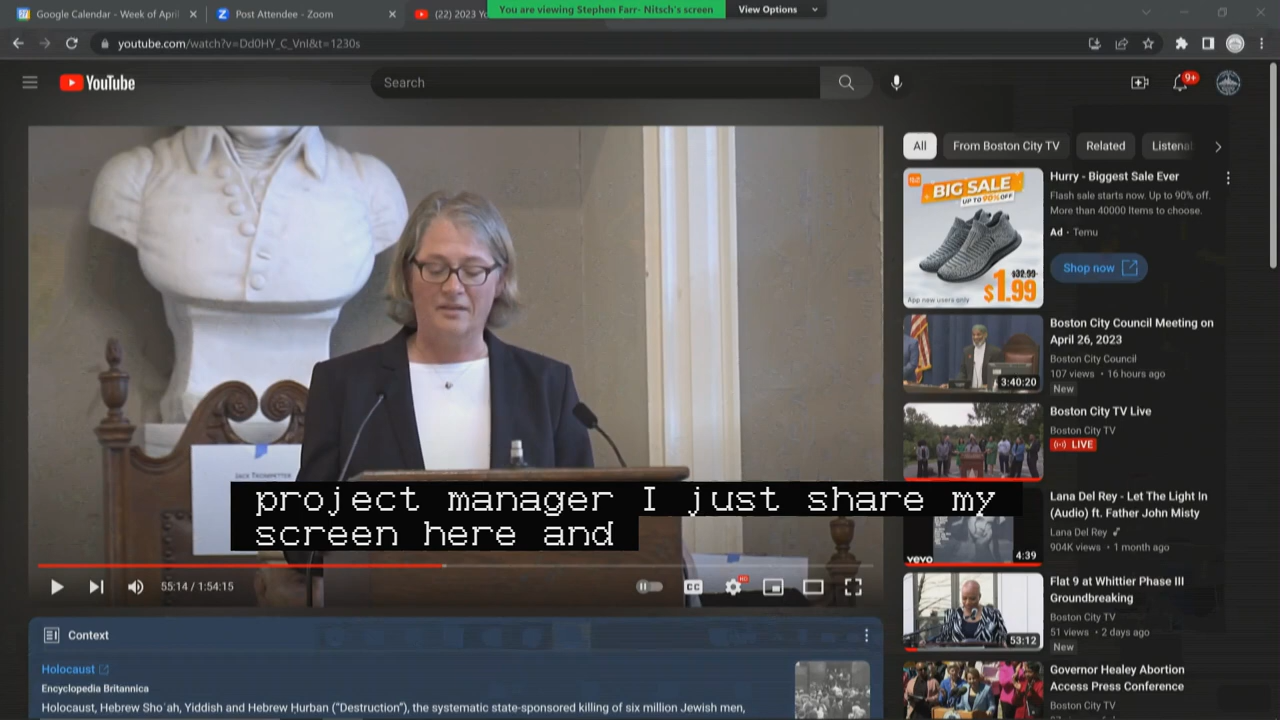 Google Calendar - Week of April
Post Attendee - Zoom
(22) 2023 Yo
You are viewing Stephen Farr- Nitsch's screen
View Options
youtube.com/watch?v=Dd0HY_C_VnI&t=1230s
YouTube
Search
9+
All
From Boston City TV
Related
Listena
BIG SALE
UP TO 90% OFF
$32.99
$1.99
App new users only
Hurry - Biggest Sale Ever
Flash sale starts now. Up to 90% off.
More than 40000 Items to choose.
Ad · Temu
Shop now
3:40:20
Boston City Council Meeting on
April 26, 2023
Boston City Council
107 views • 16 hours ago
New
Boston City TV Live
Boston City TV
LIVE
JACK TROMPETTER
project manager I just share my
screen here and
vevo
4:39
Lana Del Rey - Let The Light In
(Audio) ft. Father John Misty
Lana Del Rey
904K views • 1 month ago
55:14 / 1:54:15
CC
HD
53:12
Flat 9 at Whittier Phase III
Groundbreaking
Boston City TV
51 views • 2 days ago
New
Context
Holocaust
Encyclopedia Britannica
Holocaust, Hebrew Shoʾah, Yiddish and Hebrew Ḥurban (“Destruction”), the systematic state-sponsored killing of six million Jewish men,
Governor Healey Abortion
Access Press Conference
Boston City TV